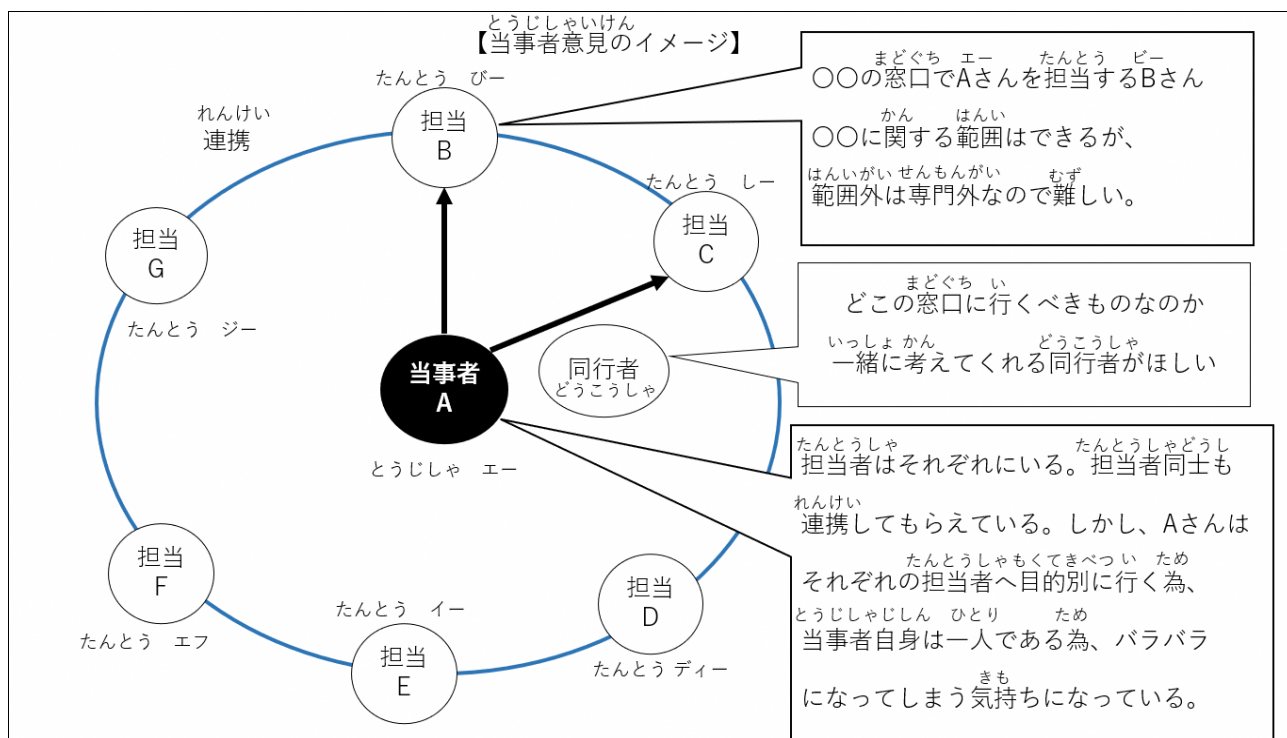 とうじしゃいけん
【当事者意見のイメージ】
たんとう びー
担当
B
れんけい
連携
たんとう しー
担当
C
担当
G
たんとう ジー
当事者
A
とうじしゃ エー
同行者
どうこうしゃ
担当
F
たんとう エフ
たんとう イー
担当
E
担当
D
たんとう ディー
まどぐち エー たんとう ビー
〇〇の窓口でAさんを担当するBさん
かん はんい
〇〇に関する範囲はできるが、
はんいがい せんもんがい むず
範囲外は専門外なので難しい。
まどぐち い
どこの窓口に行くべきものなのか
いっしょ かん どうこうしゃ
一緒に考えてくれる同行者がほしい
たんとうしゃ たんとうしゃどうし
担当者はそれぞれにいる。担当者同士も
れんけい
連携してもらえている。しかし、Aさんは
たんとうしゃもくてきべつ い ため
それぞれの担当者へ目的別に行く為、
とうじしゃじしん ひとり ため
当事者自身は一人である為、バラバラ
きも
になってしまう気持ちになっている。